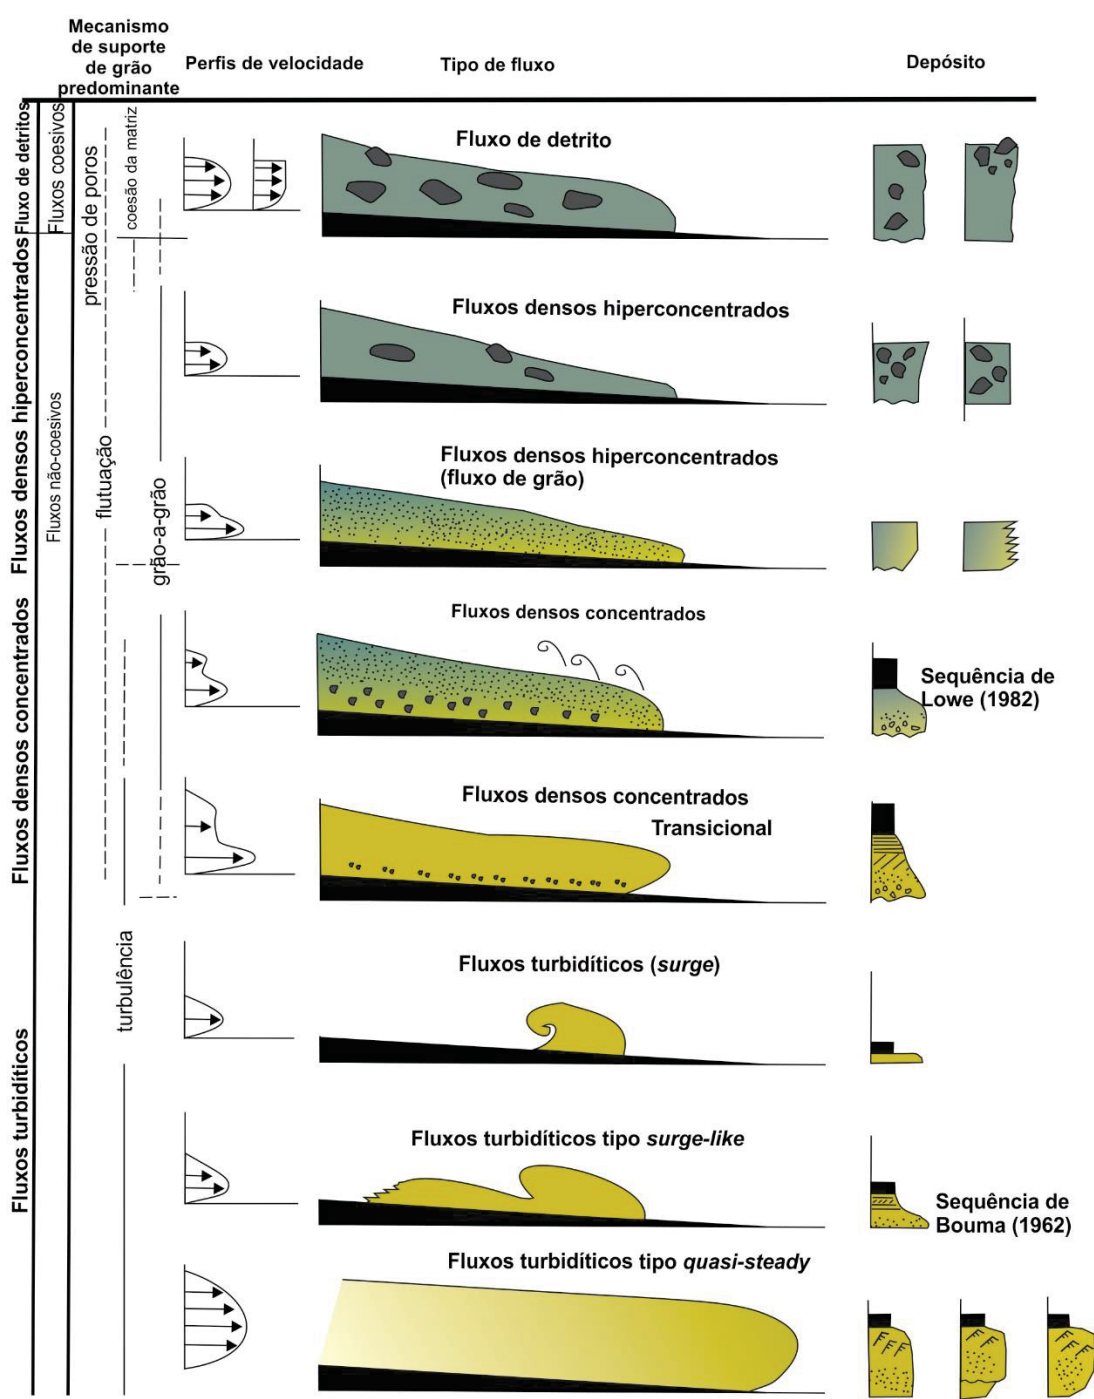 Mecanismo
de suporte
de grão
predominante
Perfis de velocidade
Tipo de fluxo
Depósito
Fluxo de detritos
Fluxos coesivos
pressão de poros
coesão da matriz
Fluxo de detrito
Fluxos densos hiperconcentrados
Fluxos não-coesivos
flutuação
grão-a-grão
Fluxos densos hiperconcentrados
Fluxos densos hiperconcentrados
(fluxo de grão)
Fluxos densos concentrados
Fluxos densos concentrados
Sequência de
Lowe (1982)
Fluxos densos concentrados
Transicional
Fluxos turbidíticos
turbulência
Fluxos turbidíticos (surge)
Fluxos turbidíticos tipo surge-like
Sequência de
Bouma (1962)
Fluxos turbidíticos tipo quasi-steady